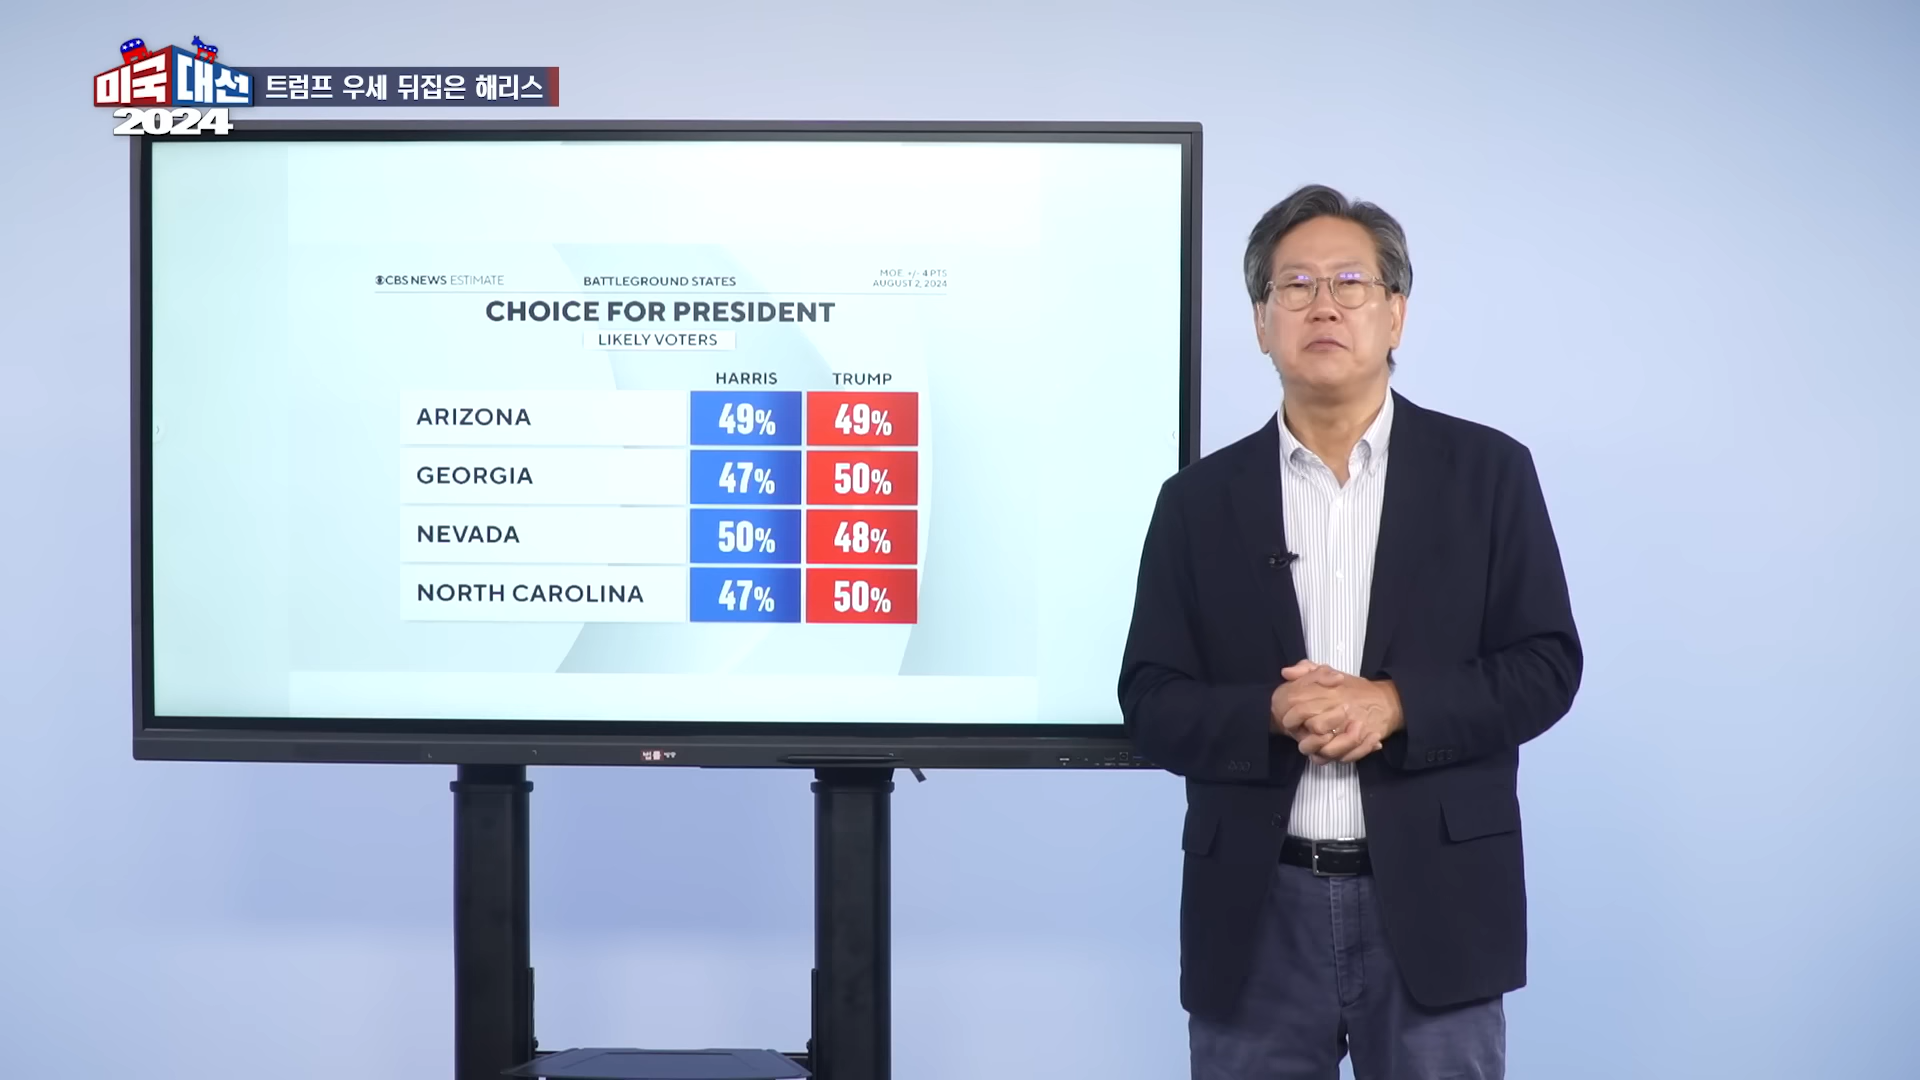 미국 대선
2024
트럼프 우세 뒤집은 해리스
CBS NEWS ESTIMATE
BATTLEGROUND STATES
MOE. +/- 4 PTS
AUGUST 2, 2024
CHOICE FOR PRESIDENT
LIKELY VOTERS
HARRIS TRUMP
ARIZONA 49% 49%
GEORGIA 47% 50%
NEVADA 50% 48%
NORTH CAROLINA 47% 50%